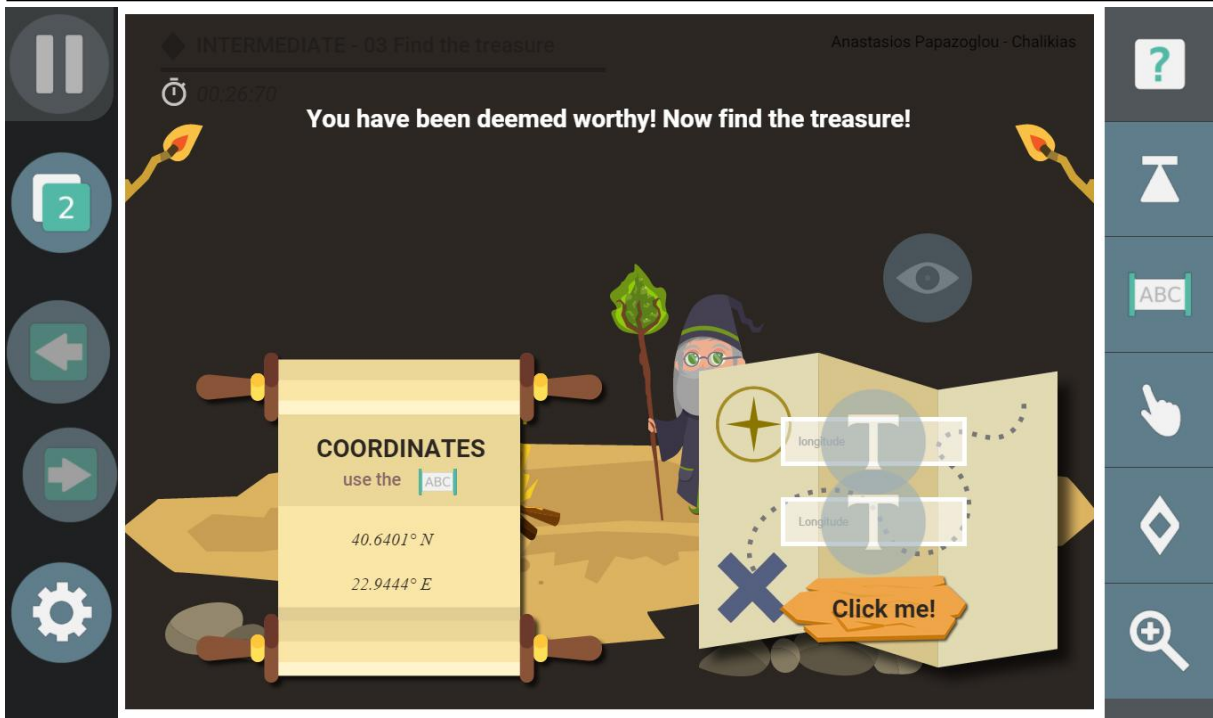 INTERMEDIATE - 03 Find the treasure
Anastasios Papazoglou - Chalikias
00:26:70
You have been deemed worthy! Now find the treasure!
2
?
ABC
COORDINATES
use the ABC
40.6401° N
22.9444° E
longitude
T
Longitude
T
Click me!